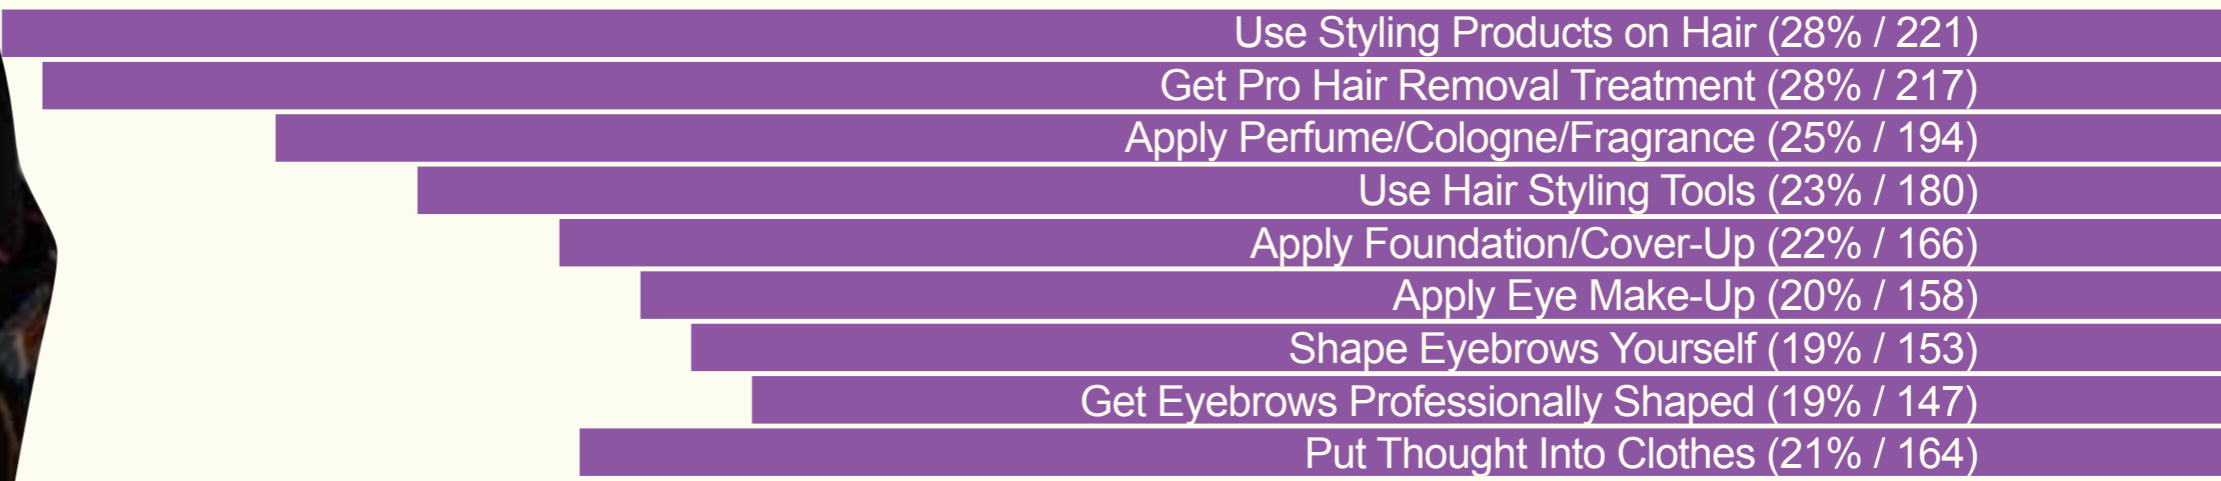 Use Styling Products on Hair (28% / 221)
Get Pro Hair Removal Treatment (28% / 217)
Apply Perfume/Cologne/Fragrance (25% / 194)
Use Hair Styling Tools (23% / 180)
Apply Foundation/Cover-Up (22% / 166)
Apply Eye Make-Up (20% / 158)
Shape Eyebrows Yourself (19% / 153)
Get Eyebrows Professionally Shaped (19% / 147)
Put Thought Into Clothes (21% / 164)